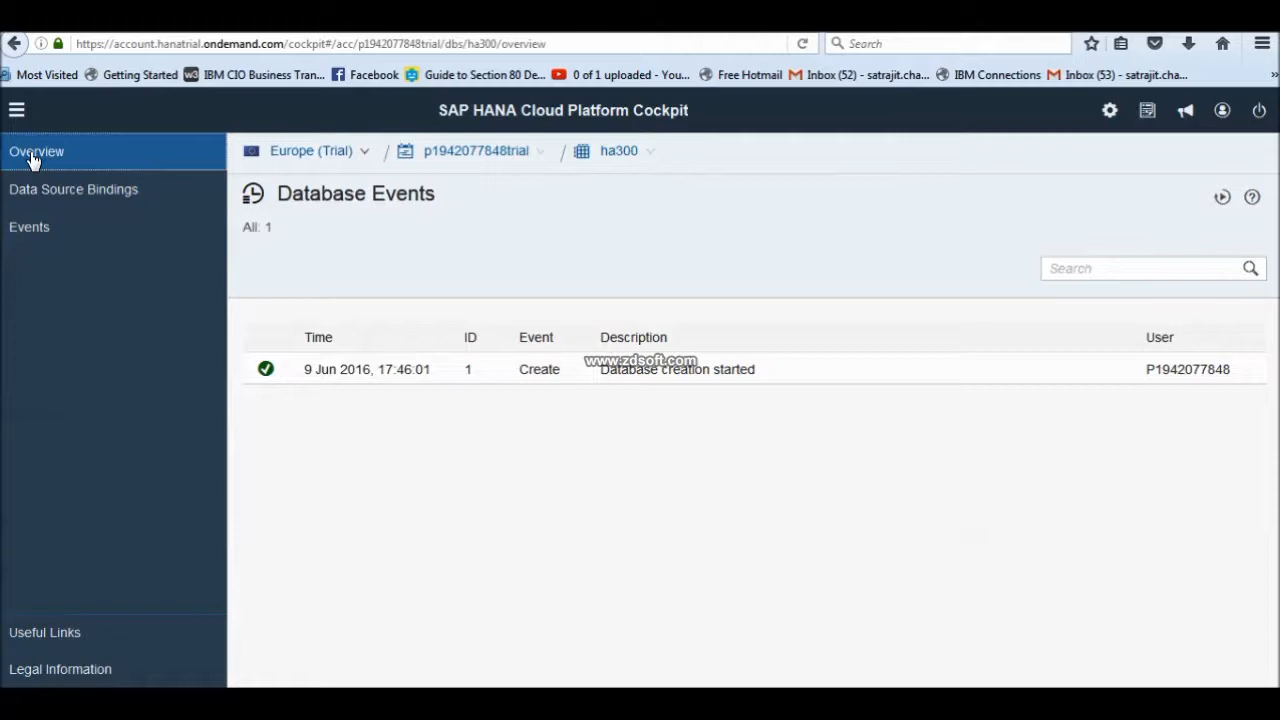 https://account.hanatrial.ondemand.com/cockpit#/acc/p1942077848trial/dbs/ha300/overview
Search
Most Visited Getting Started w3 IBM CIO Business Tran... Facebook Guide to Section 80 De... 0 of 1 uploaded - You... Free Hotmail Inbox (52) - satrajit.cha... IBM Connections Inbox (53) - satrajit.cha... »
SAP HANA Cloud Platform Cockpit
Overview
Data Source Bindings
Events
Useful Links
Legal Information
Europe (Trial) / p1942077848trial / ha300
Database Events
All: 1
Search
Time ID Event Description User
www.zdsoft.com
9 Jun 2016, 17:46:01 1 Create Database creation started P1942077848